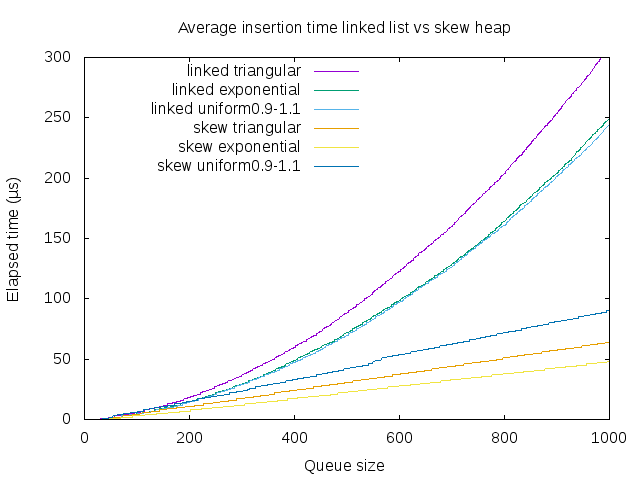 Average insertion time linked list vs skew heap
300
250
200
150
100
50
0
Elapsed time (µs)
linked triangular
linked exponential
linked uniform0.9-1.1
skew triangular
skew exponential
skew uniform0.9-1.1
0 200 400 600 800 1000
Queue size